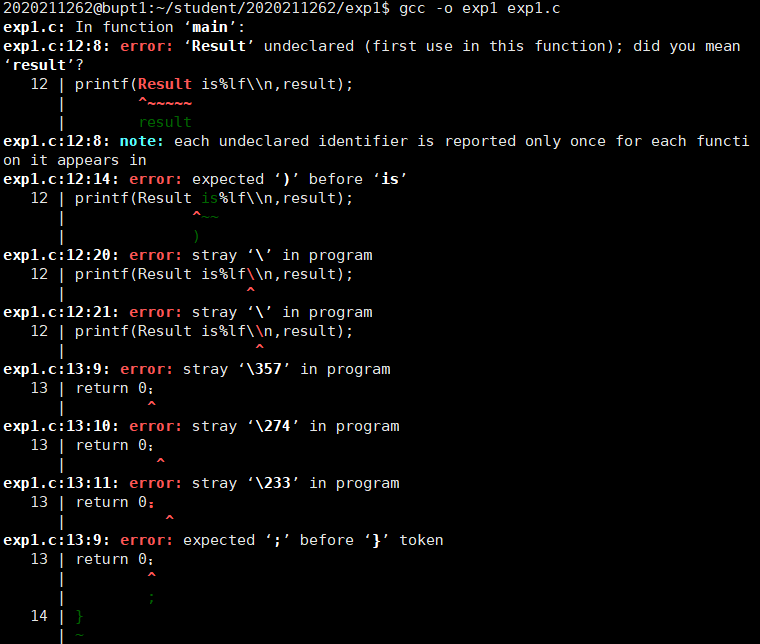 2020211262@bupt1:~/student/2020211262/exp1$ gcc -o exp1 exp1.c
exp1.c: In function ‘main’:
exp1.c:12:8: error: ‘Result’ undeclared (first use in this function); did you mean
‘result’?
   12 | printf(Result is%lf\\n,result);
      |        ^~~~~~
      |        result
exp1.c:12:8: note: each undeclared identifier is reported only once for each functi
on it appears in
exp1.c:12:14: error: expected ‘)’ before ‘is’
   12 | printf(Result is%lf\\n,result);
      |              ^~~
      |              )
exp1.c:12:20: error: stray ‘\’ in program
   12 | printf(Result is%lf\\n,result);
      |                    ^
exp1.c:12:21: error: stray ‘\’ in program
   12 | printf(Result is%lf\\n,result);
      |                     ^
exp1.c:13:9: error: stray ‘\357’ in program
   13 | return 0；
      |         ^
exp1.c:13:10: error: stray ‘\274’ in program
   13 | return 0；
      |          ^
exp1.c:13:11: error: stray ‘\233’ in program
   13 | return 0；
      |           ^
exp1.c:13:9: error: expected ‘;’ before ‘}’ token
   13 | return 0；
      |         ^
      |         ;
   14 | }
      | ~